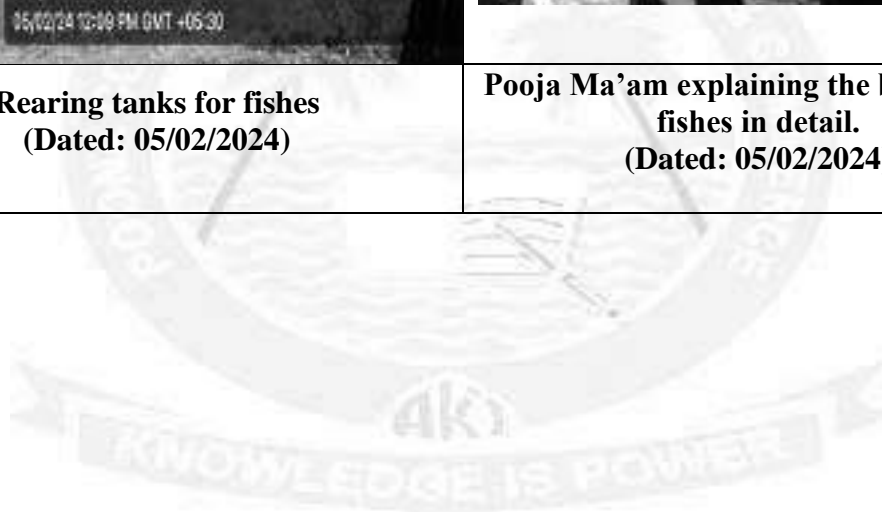 05/02/24 12:09 PM GMT +05:30
Rearing tanks for fishes
(Dated: 05/02/2024)
Pooja Ma’am explaining the
fishes in detail.
(Dated: 05/02/2024
AKI
KNOWLEDGE IS POWER